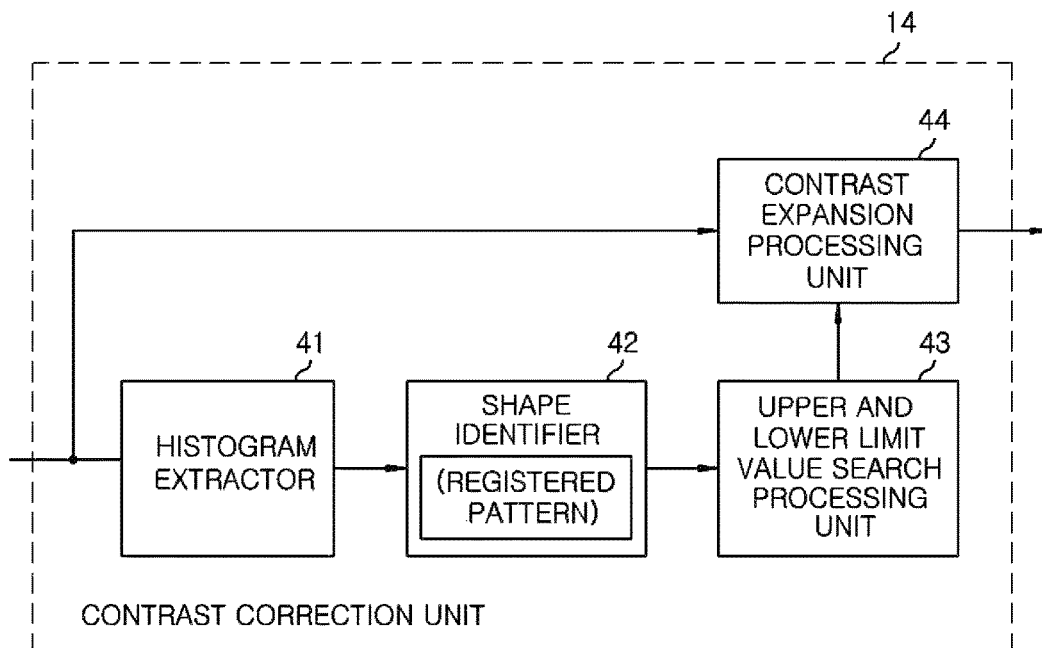 14
44
CONTRAST
EXPANSION
PROCESSING
UNIT
41
HISTOGRAM
EXTRACTOR
42
SHAPE
IDENTIFIER
(REGISTERED
PATTERN)
43
UPPER AND
LOWER LIMIT
VALUE SEARCH
PROCESSING
UNIT
CONTRAST CORRECTION UNIT